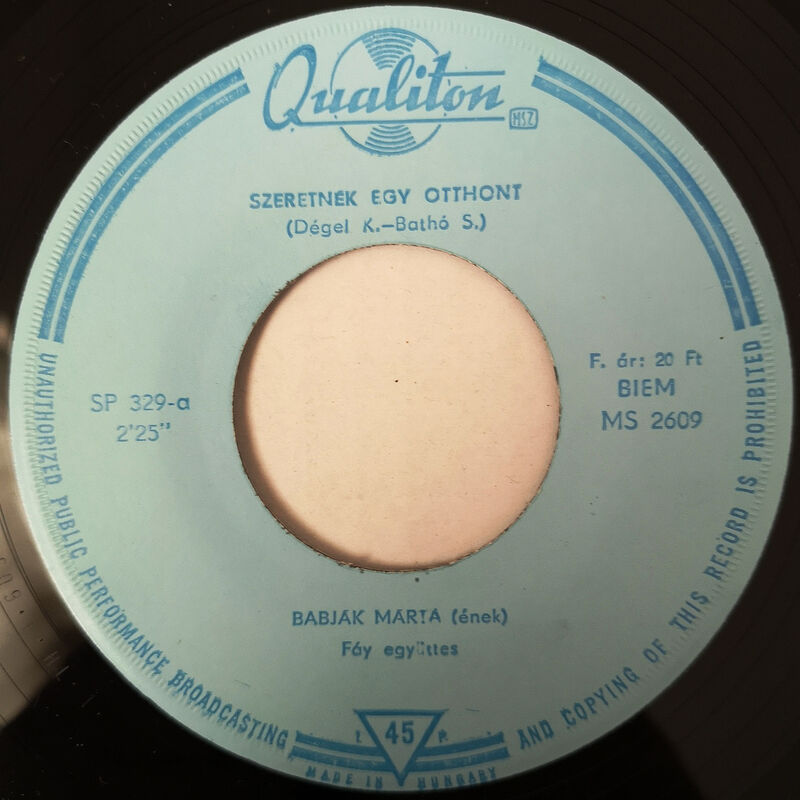 Qualiton
MSZ
SZERETNÉK EGY OTTHONT
(Dégel K.-Bathó S.)
SP 329-a
2'25"
F. ár: 20 Ft
BIEM
MS 2609
BABJÁK MÁRTA (ének)
Fáy együttes
45
MADE IN HUNGARY
UNAUTHORIZED PUBLIC PERFORMANCE BROADCASTING AND COPYING OF THIS RECORD IS PROHIBITED